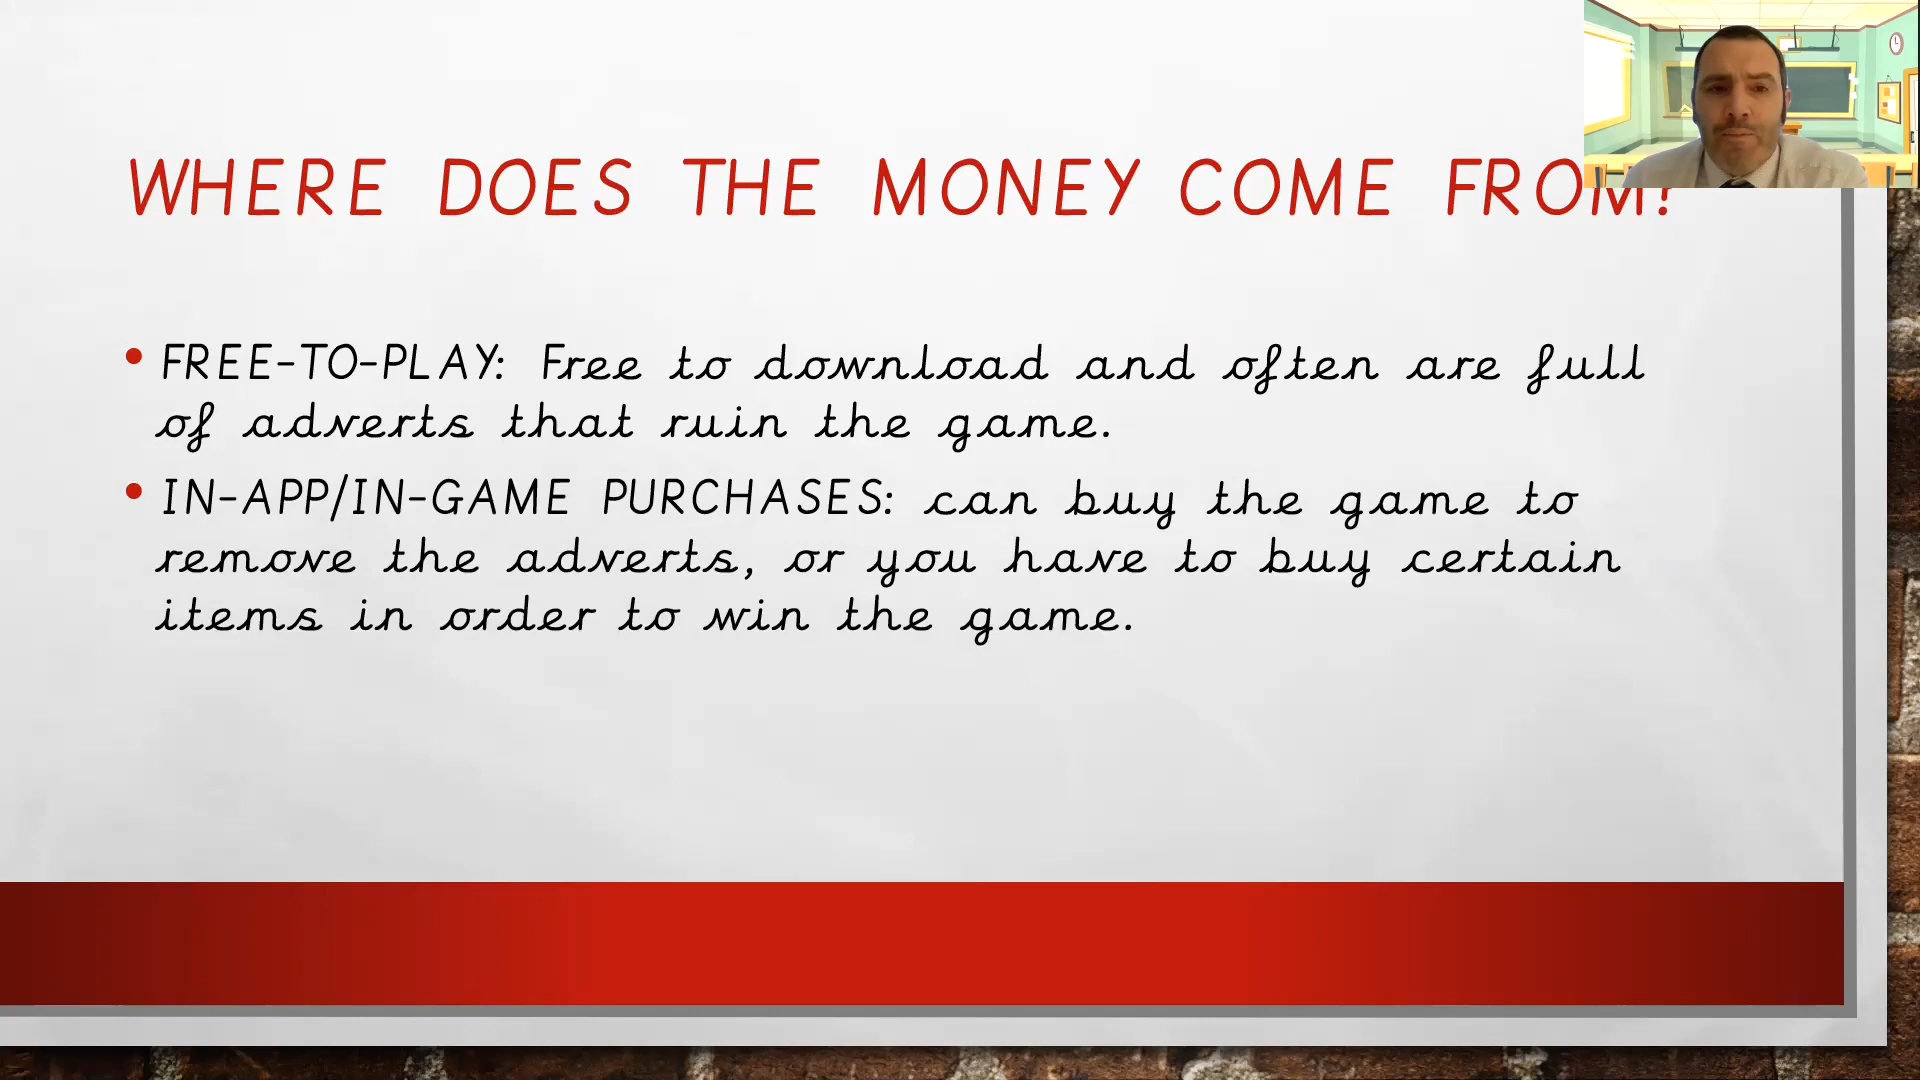 WHERE DOES THE MONEY COME FROM?
• FREE-TO-PLAY: Free to download and often are full
of adverts that ruin the game.
• IN-APP/IN-GAME PURCHASES: can buy the game to
remove the adverts, or you have to buy certain
items in order to win the game.